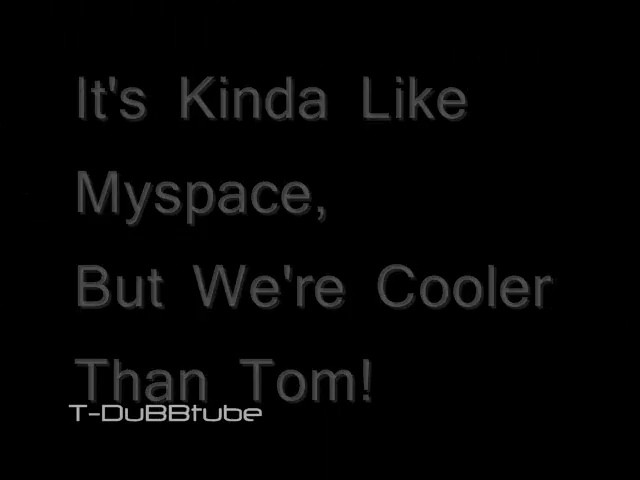 It's Kinda Like
Myspace,
But We're Cooler
Than Tom!
T-DuBBtube